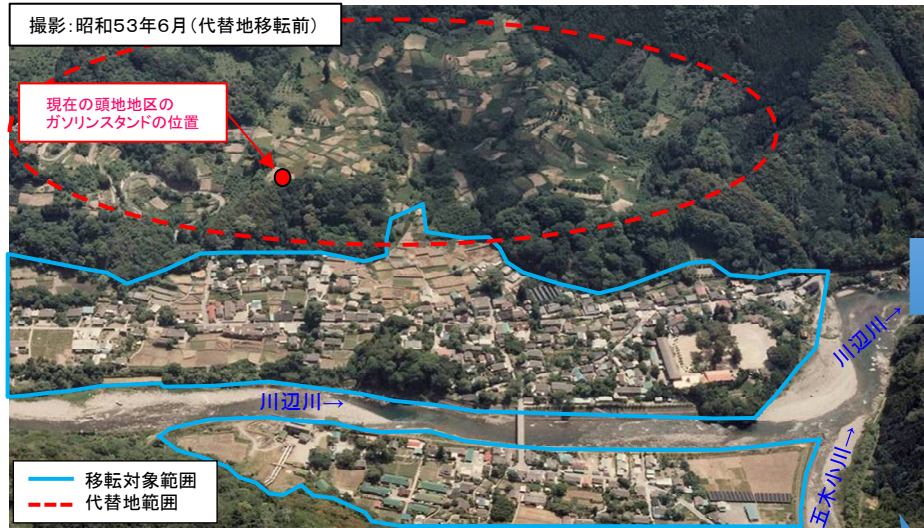 撮影:昭和53年6月(代替地移転前)
現在の頭地地区の
ガソリンスタンドの位置
川辺川→
川辺川→
五木小川→
移転対象範囲
代替地範囲